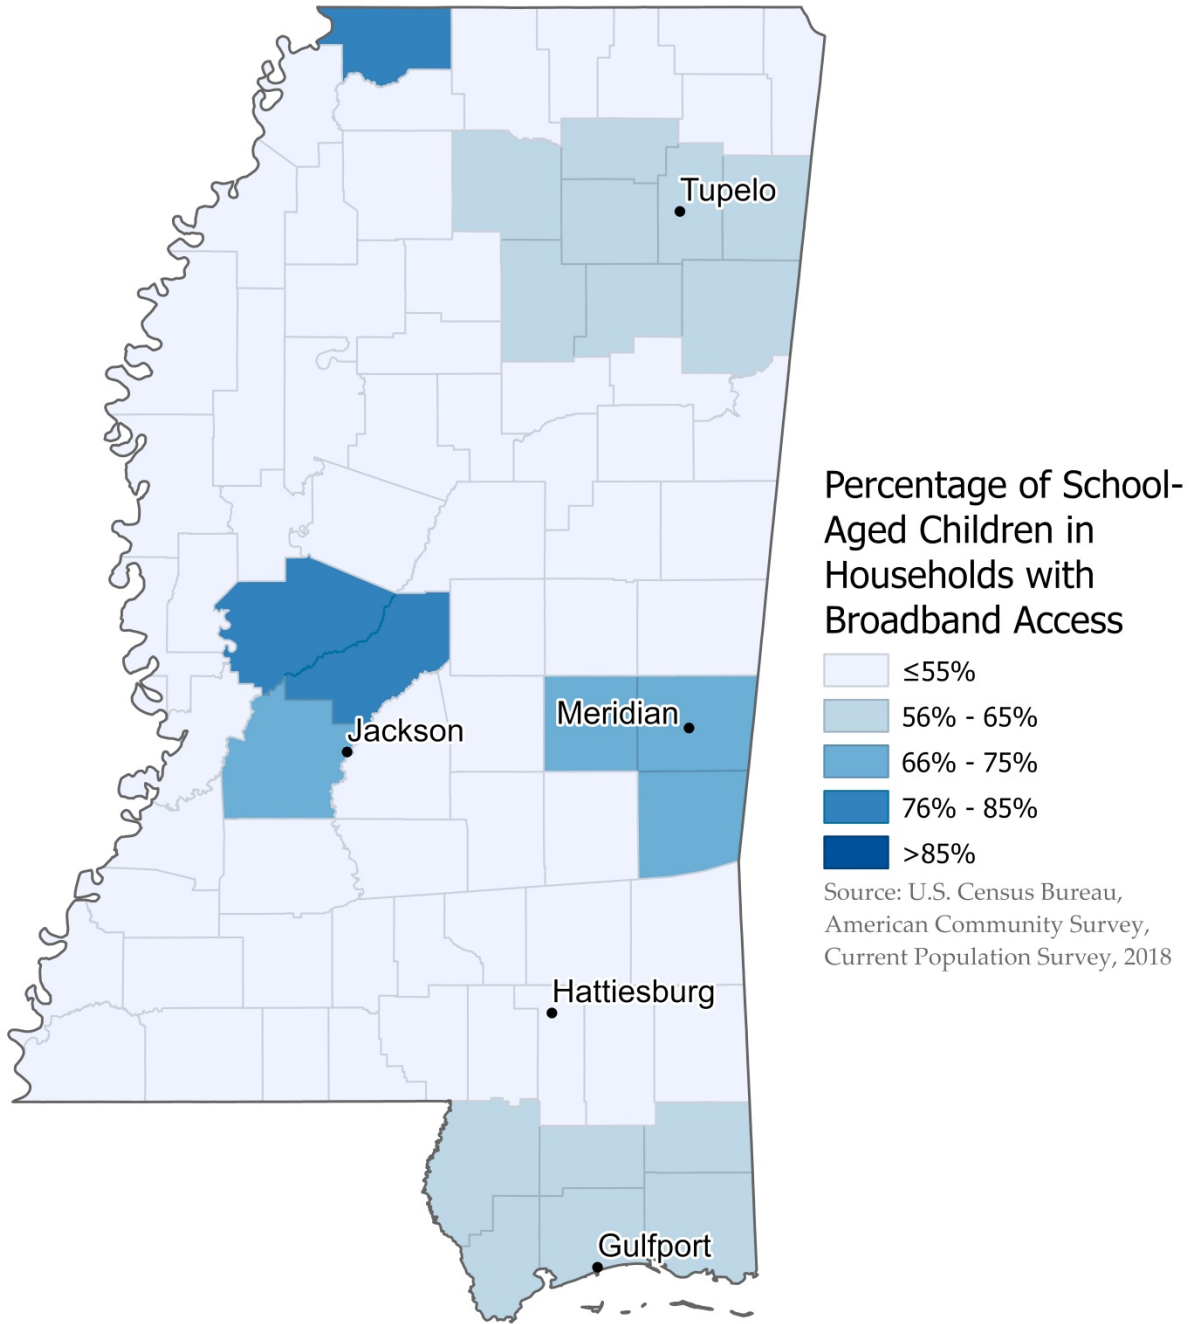 Tupelo
Percentage of School-
Aged Children in
Households with
Broadband Access
≤55%
56% - 65%
66% - 75%
76% - 85%
>85%
Source: U.S. Census Bureau,
American Community Survey,
Current Population Survey, 2018
Meridian
Jackson
Hattiesburg
Gulfport